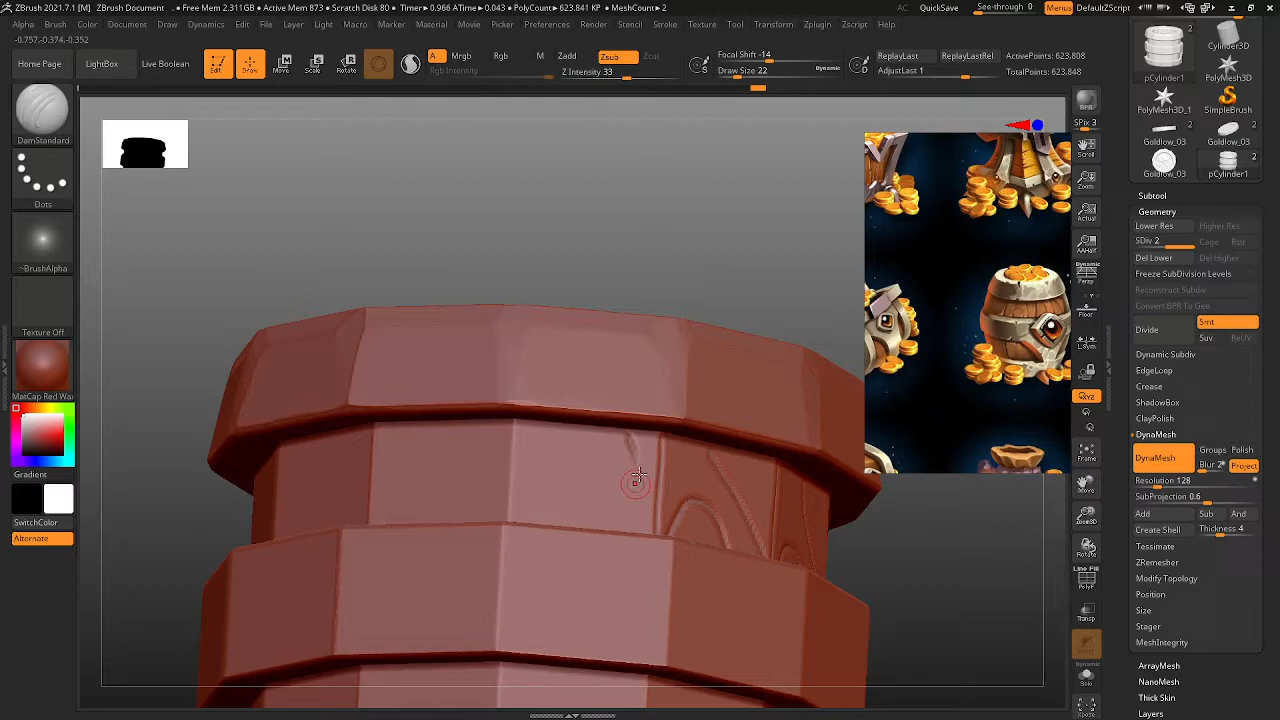 ZBrush 2021.7.1 [M] ZBrush Document . ● Free Mem 2.311GB ● Active Mem 873 ● Scratch Disk 80 ● Timer▸0.966 ATime▸0.043 ● PolyCount▸623.841 KP ● MeshCount▸2
AC QuickSave See-through 0 Menus DefaultZScript
Alpha Brush Color Document Draw Dynamics Edit File Layer Light Macro Marker Material Movie Picker Preferences Render Stencil Stroke Texture Tool Transform Zplugin Zscript Help
-0.757,-0.374,-0.352
Home Page LightBox Live Boolean Edit Draw Move Scale Rotate
A Mrgb Rgb M Zadd Zsub Zcut
Rgb Intensity Z Intensity 33
Focal Shift -14
Draw Size 22 Dynamic
S D
ReplayLast ReplayLastRel ActivePoints: 623,808
AdjustLast 1 TotalPoints: 623,848
DamStandard
Dots
~BrushAlpha
Texture Off
MatCap Red Wa
Gradient
SwitchColor
Alternate
BPR
SPix 3
Scroll
Zoom
Actual
AAHalf
Dynamic
Persp
Floor
L.Sym
XYZ
Frame
Move
Zoom3D
Rotate
Line Fill
PolyF
Transp
Dynamic
Solo
Xpose
2
pCylinder1 Cylinder3D
PolyMesh3D
PolyMesh3D_1 SimpleBrush
2 2
Goldlow_03 Goldlow_03
2
Goldlow_03 pCylinder1
Subtool
Geometry
Lower Res Higher Res
SDiv 2 Cage Rstr
Del Lower Del Higher
Freeze SubDivision Levels
Reconstruct Subdiv
Convert BPR To Geo
Divide Smt
Suv ReUV
Dynamic Subdiv
EdgeLoop
Crease
ShadowBox
ClayPolish
DynaMesh
DynaMesh Groups Polish
Blur 2 Project
Resolution 128
SubProjection 0.6
Add Sub And
Create Shell Thickness 4
Tessimate
ZRemesher
Modify Topology
Position
Size
Stager
MeshIntegrity
ArrayMesh
NanoMesh
Thick Skin
Layers